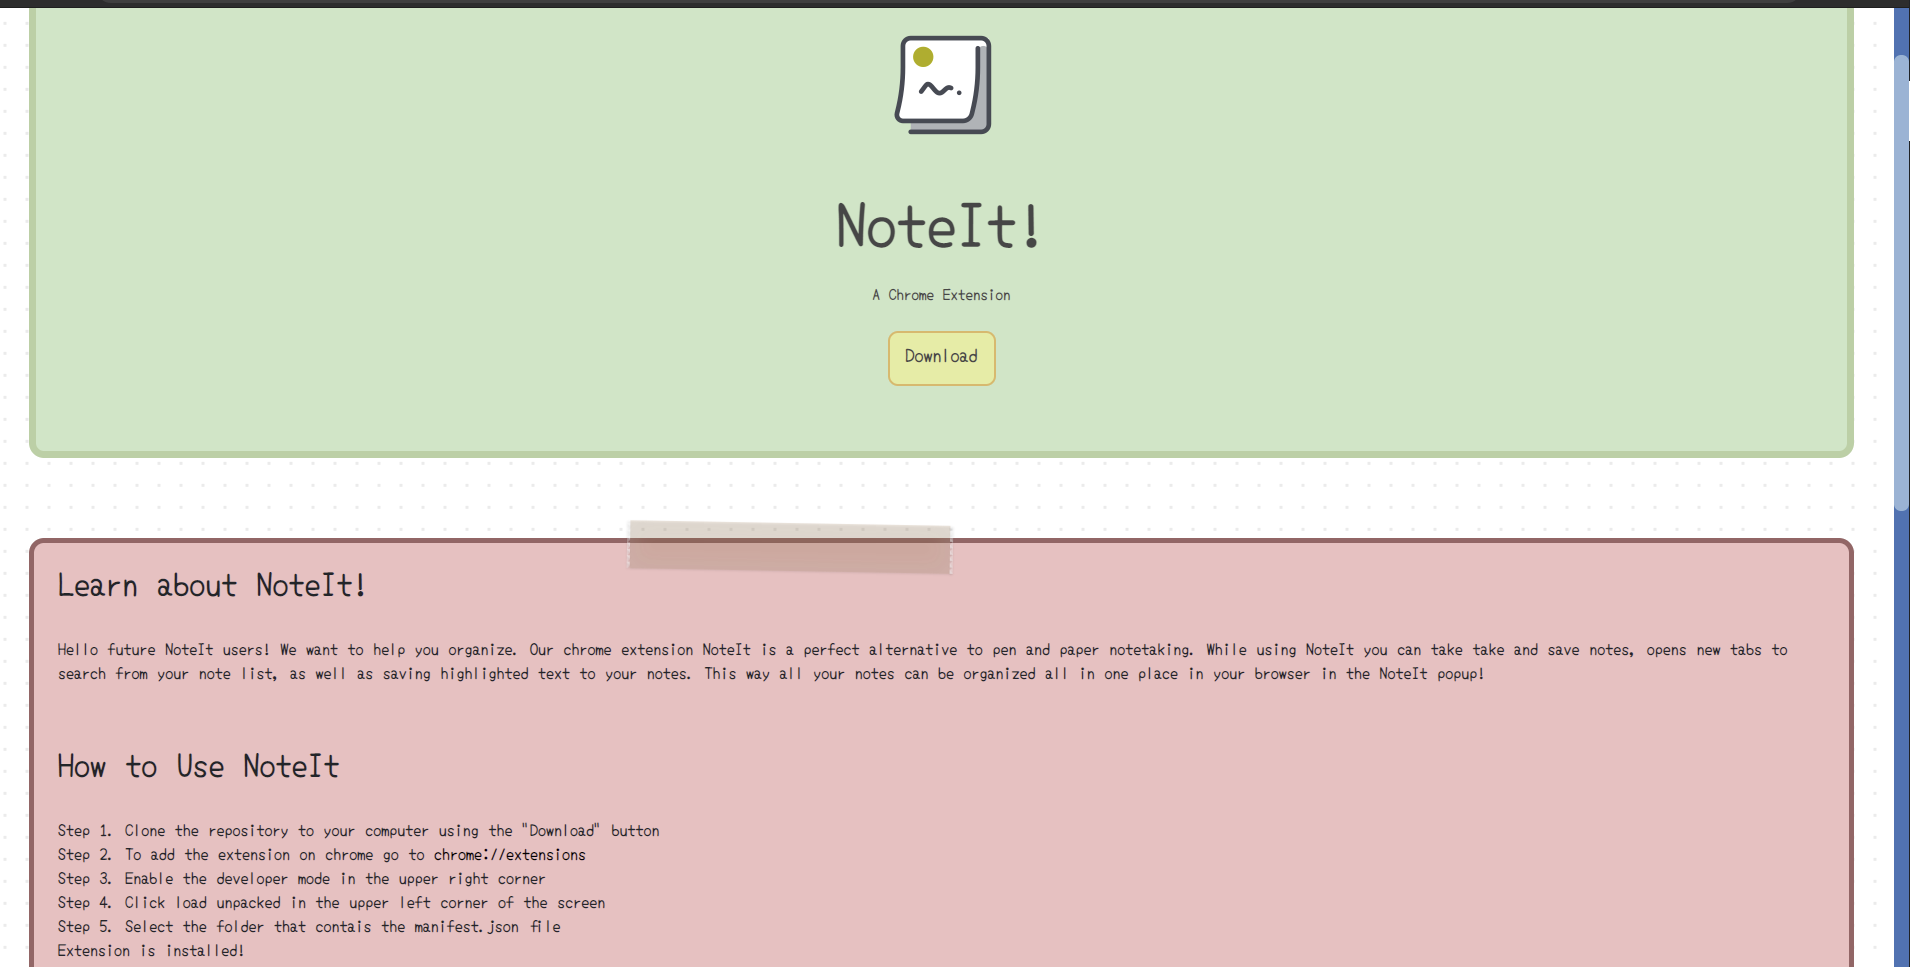 NoteIt!
A Chrome Extension
Download
Learn about NoteIt!
Hello future NoteIt users! We want to help you organize. Our chrome extension NoteIt is a perfect alternative to pen and paper notetaking. While using NoteIt you can take take and save notes, opens new tabs to
search from your note list, as well as saving highlighted text to your notes. This way all your notes can be organized all in one place in your browser in the NoteIt popup!
How to Use NoteIt
Step 1. Clone the repository to your computer using the "Download" button
Step 2. To add the extension on chrome go to chrome://extensions
Step 3. Enable the developer mode in the upper right corner
Step 4. Click load unpacked in the upper left corner of the screen
Step 5. Select the folder that contais the manifest.json file
Extension is installed!